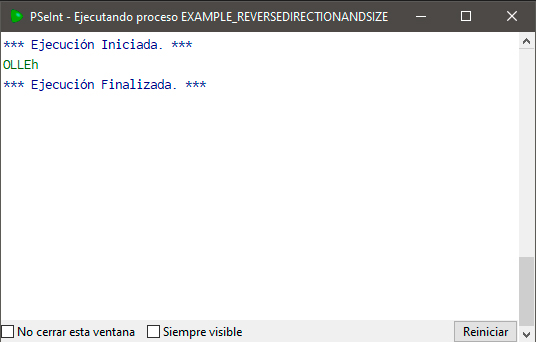 PSeInt - Ejecutando proceso EXAMPLE_REVERSEDIRECTIONANDSIZE
*** Ejecución Iniciada. ***
OLLEh
*** Ejecución Finalizada. ***
No cerrar esta ventana Siempre visible Reiniciar